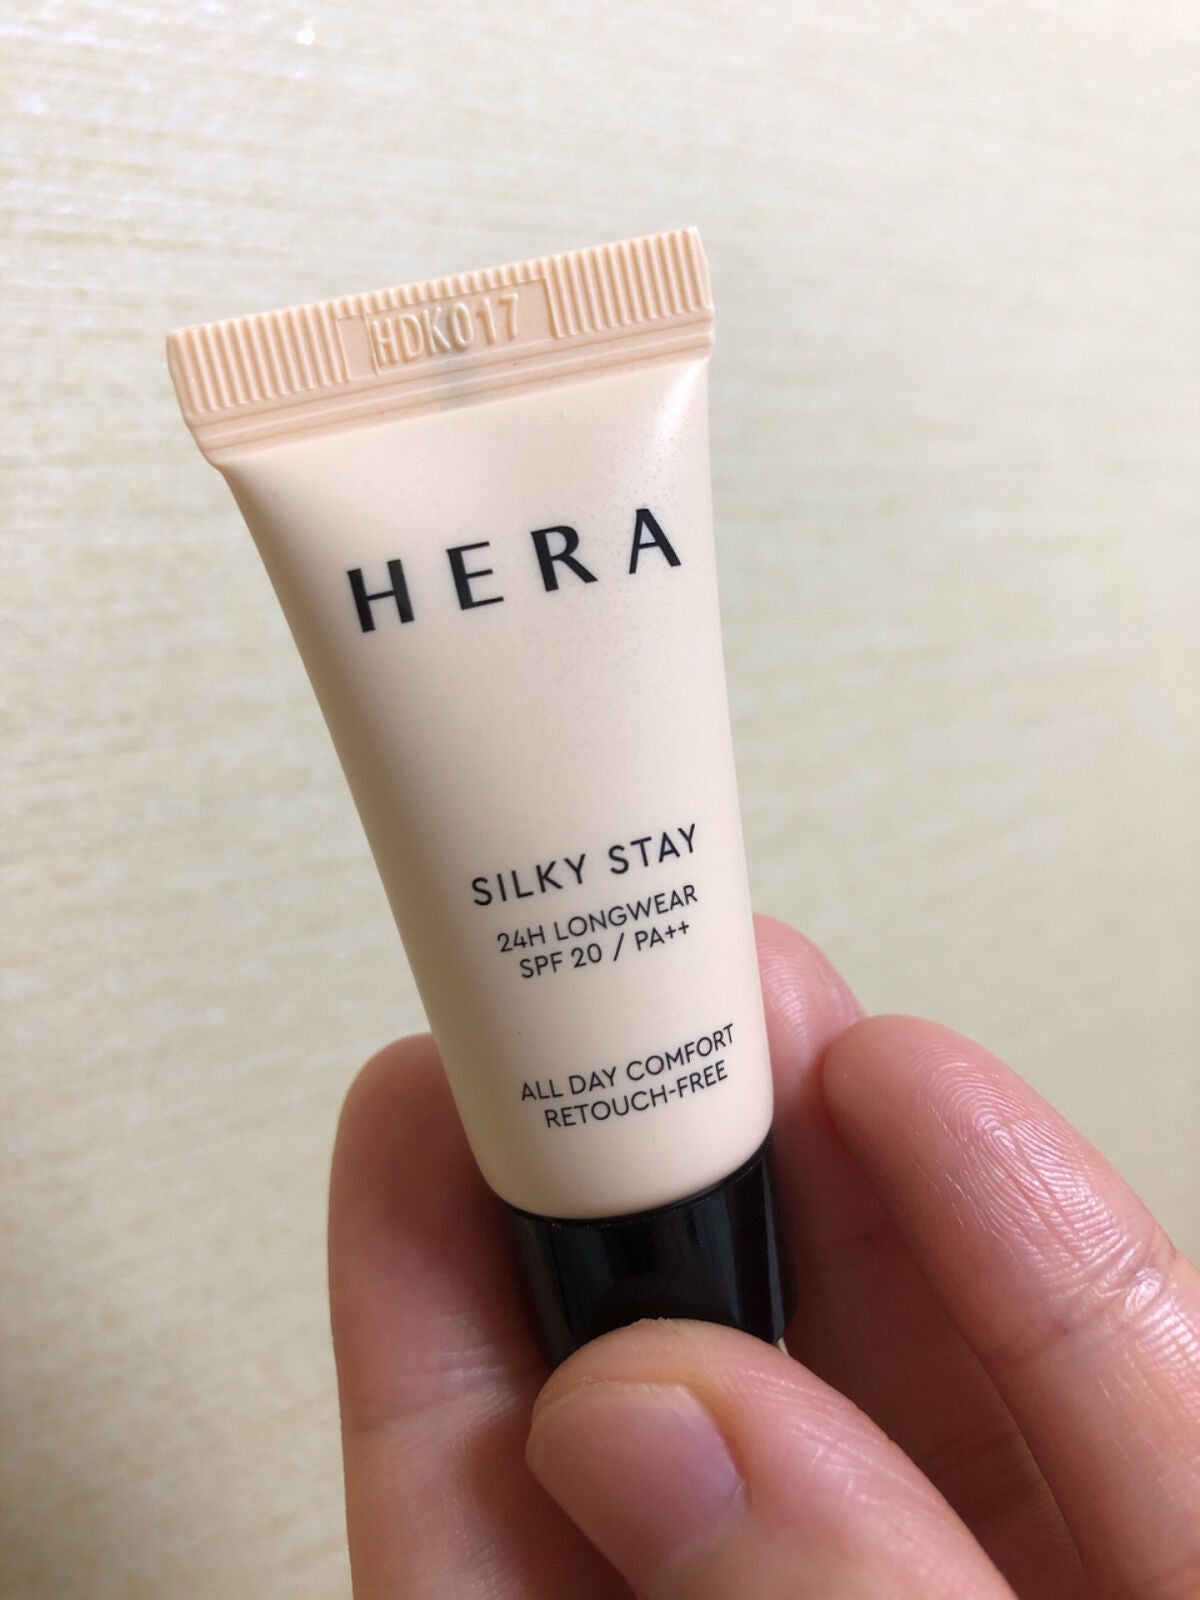 HDK017
HERA
SILKY STAY
24H LONGWEAR
SPF 20 / PA++
ALL DAY COMFORT
RETOUCH-FREE